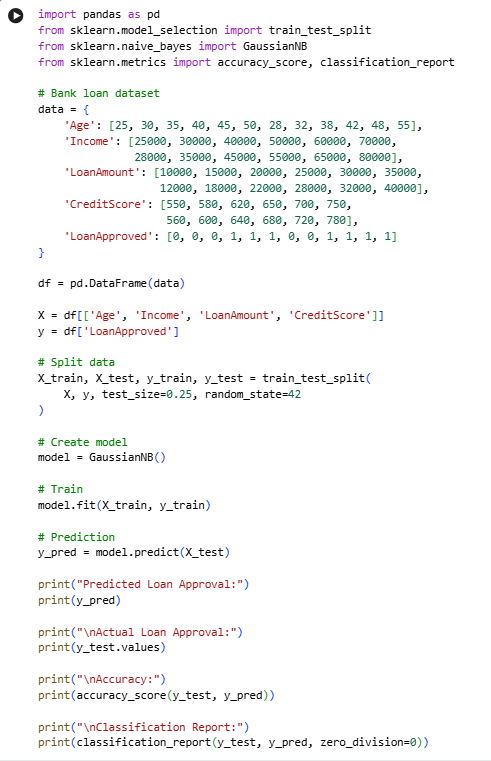 import pandas as pd
from sklearn.model_selection import train_test_split
from sklearn.naive_bayes import GaussianNB
from sklearn.metrics import accuracy_score, classification_report

# Bank loan dataset
data = {
    'Age': [25, 30, 35, 40, 45, 50, 28, 32, 38, 42, 48, 55],
    'Income': [25000, 30000, 40000, 50000, 60000, 70000,
               28000, 35000, 45000, 55000, 65000, 80000],
    'LoanAmount': [10000, 15000, 20000, 25000, 30000, 35000,
                   12000, 18000, 22000, 28000, 32000, 40000],
    'CreditScore': [550, 580, 620, 650, 700, 750,
                    560, 600, 640, 680, 720, 780],
    'LoanApproved': [0, 0, 0, 1, 1, 1, 0, 0, 1, 1, 1, 1]
}

df = pd.DataFrame(data)

X = df[['Age', 'Income', 'LoanAmount', 'CreditScore']]
y = df['LoanApproved']

# Split data
X_train, X_test, y_train, y_test = train_test_split(
    X, y, test_size=0.25, random_state=42
)

# Create model
model = GaussianNB()

# Train
model.fit(X_train, y_train)

# Prediction
y_pred = model.predict(X_test)

print("Predicted Loan Approval:")
print(y_pred)

print("\nActual Loan Approval:")
print(y_test.values)

print("\nAccuracy:")
print(accuracy_score(y_test, y_pred))

print("\nClassification Report:")
print(classification_report(y_test, y_pred, zero_division=0))